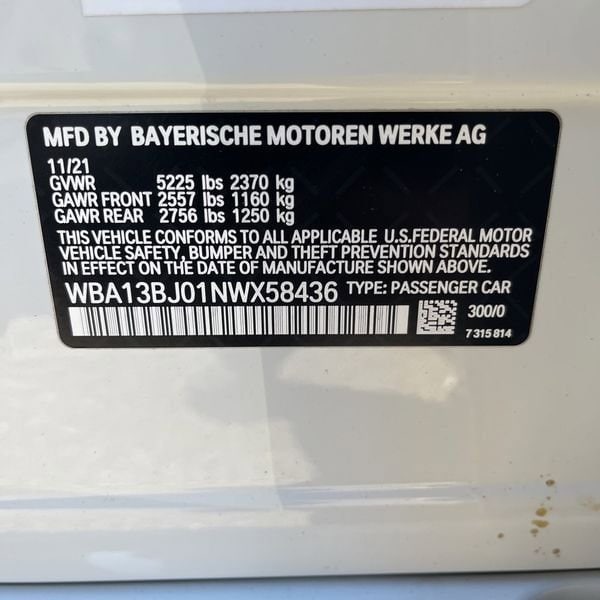 MFD BY BAYERISCHE MOTOREN WERKE AG
11/21
GVWR 5225 lbs 2370 kg
GAWR FRONT 2557 lbs 1160 kg
GAWR REAR 2756 lbs 1250 kg
THIS VEHICLE CONFORMS TO ALL APPLICABLE U.S.FEDERAL MOTOR
VEHICLE SAFETY, BUMPER AND THEFT PREVENTION STANDARDS
IN EFFECT ON THE DATE OF MANUFACTURE SHOWN ABOVE.
WBA13BJ01NWX58436 TYPE: PASSENGER CAR
300/0
7 315 814